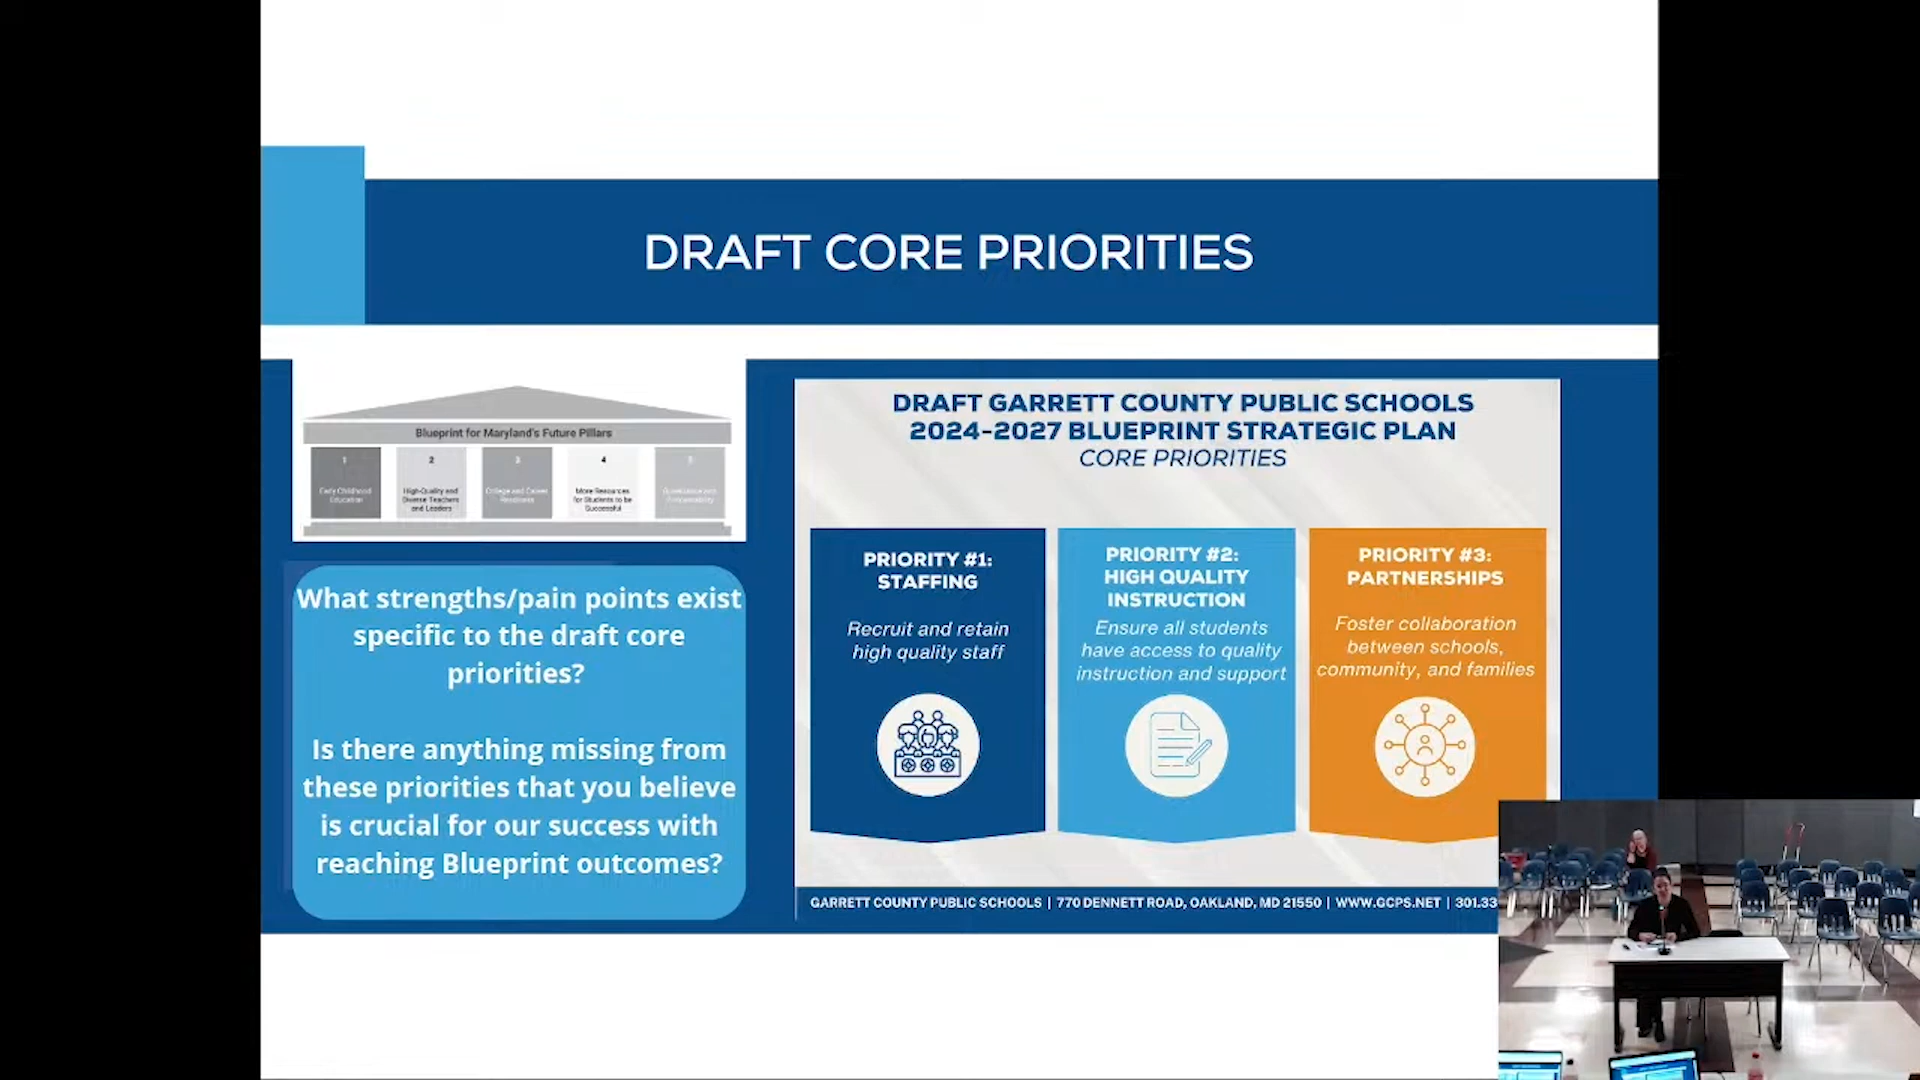 DRAFT CORE PRIORITIES
Blueprint for Maryland's Future Pillars
1
2
3
4
5
Early Childhood
Education
High-Quality and
Diverse Teachers
and Leaders
College and Career
Readiness
More Resources
for Students to be
Successful
Governance and
Accountability
What strengths/pain points exist
specific to the draft core
priorities?
Is there anything missing from
these priorities that you believe
is crucial for our success with
reaching Blueprint outcomes?
DRAFT GARRETT COUNTY PUBLIC SCHOOLS
2024-2027 BLUEPRINT STRATEGIC PLAN
CORE PRIORITIES
PRIORITY #1:
STAFFING
Recruit and retain
high quality staff
PRIORITY #2:
HIGH QUALITY
INSTRUCTION
Ensure all students
have access to quality
instruction and support
PRIORITY #3:
PARTNERSHIPS
Foster collaboration
between schools,
community, and families
GARRETT COUNTY PUBLIC SCHOOLS | 770 DENNETT ROAD, OAKLAND, MD 21550 | WWW.GCPS.NET | 301.33